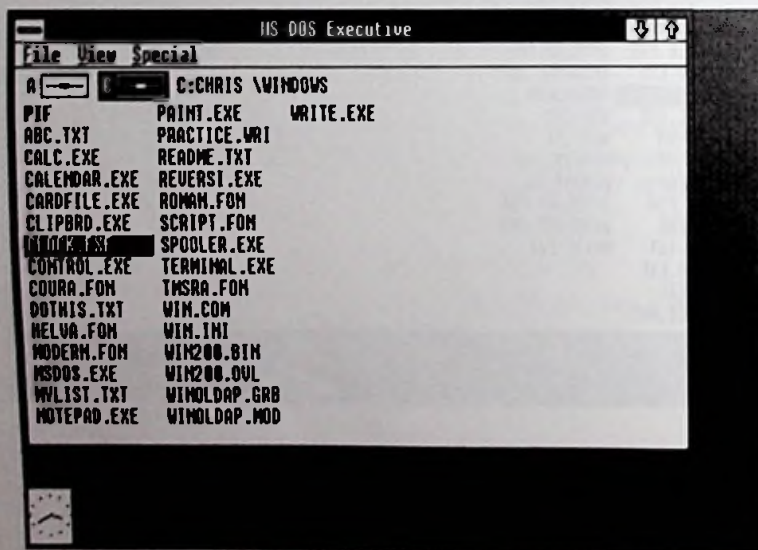 MS DOS Executive
File View Special
A C C:CHRIS \WINDOWS
PIF PAINT.EXE WRITE.EXE
ABC.TXT PRACTICE.WRI
CALC.EXE README.TXT
CALENDAR.EXE REVERSI.EXE
CARDFILE.EXE ROMAN.FON
CLIPBRD.EXE SCRIPT.FON
CLOCK.EXE SPOOLER.EXE
CONTROL.EXE TERMINAL.EXE
COURA.FON TMSRA.FON
DOTHIS.TXT WIN.COM
HELVA.FON WIN.INI
MODERN.FON WIN200.BIN
MSDOS.EXE WIN200.OVL
MYLIST.TXT WINOLDAP.GRB
NOTEPAD.EXE WINOLDAP.MOD